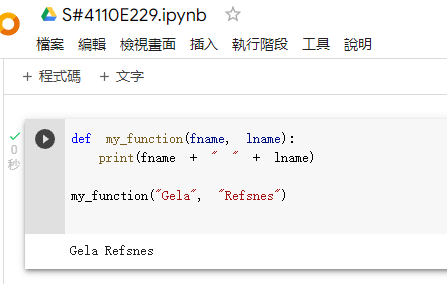 S#4110E229.ipynb
檔案 編輯 檢視畫面 插入 執行階段 工具 說明
+ 程式碼 + 文字
0
秒
def my_function(fname, lname):
    print(fname + " " + lname)

my_function("Gela", "Refsnes")
Gela Refsnes